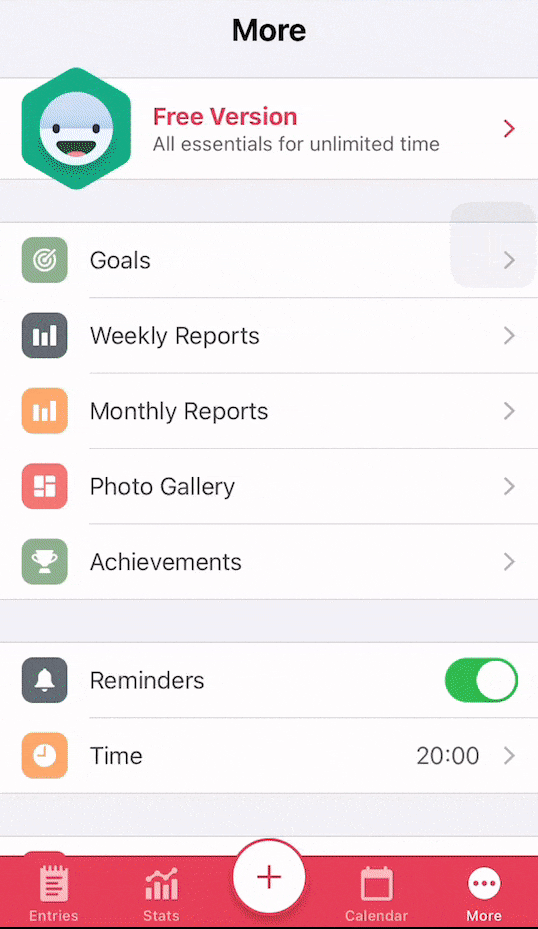 More
Free Version
All essentials for unlimited time
Goals
Weekly Reports
Monthly Reports
Photo Gallery
Achievements
Reminders
Time 20:00
Entries Stats + Calendar More